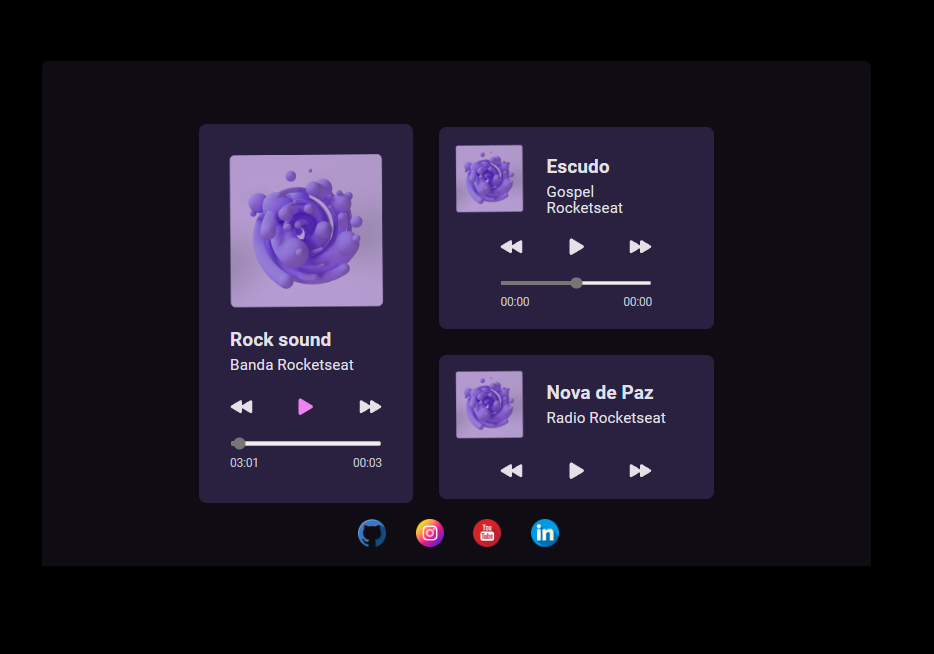 Rock sound
Banda Rocketseat
03:01 00:03
Escudo
Gospel
Rocketseat
00:00 00:00
Nova de Paz
Radio Rocketseat
You
Tube
in